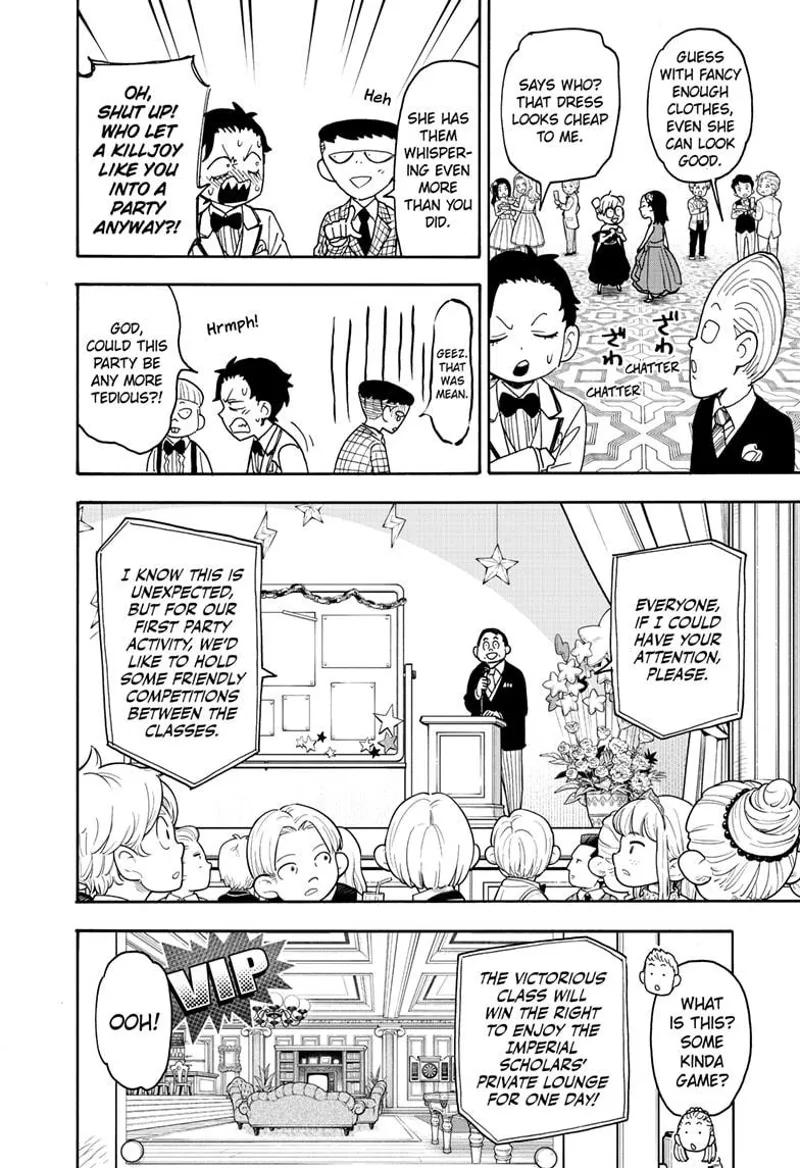 GUESS
WITH FANCY
ENOUGH
CLOTHES,
EVEN SHE
CAN LOOK
GOOD.
SAYS WHO?
THAT DRESS
LOOKS CHEAP
TO ME.
わざ
CHATTER
わざ
CHATTER
SHE HAS
THEM
WHISPER-
ING EVEN
MORE
THAN YOU
DID.
Heh
OH,
SHUT UP!
WHO LET
A KILLJOY
LIKE YOU
INTO A
PARTY
ANYWAY?!
GEEZ.
THAT
WAS
MEAN.
Hrmph!
GOD,
COULD THIS
PARTY BE
ANY MORE
TEDIOUS?!
EVERYONE,
IF I COULD
HAVE YOUR
ATTENTION,
PLEASE.
I KNOW THIS IS
UNEXPECTED,
BUT FOR OUR
FIRST PARTY
ACTIVITY, WE'D
LIKE TO HOLD
SOME FRIENDLY
COMPETITIONS
BETWEEN THE
CLASSES.
WHAT
IS THIS?
SOME
KINDA
GAME?
THE VICTORIOUS
CLASS WILL
WIN THE RIGHT
TO ENJOY THE
IMPERIAL
SCHOLARS'
PRIVATE LOUNGE
FOR ONE DAY!
VIP
OOH!